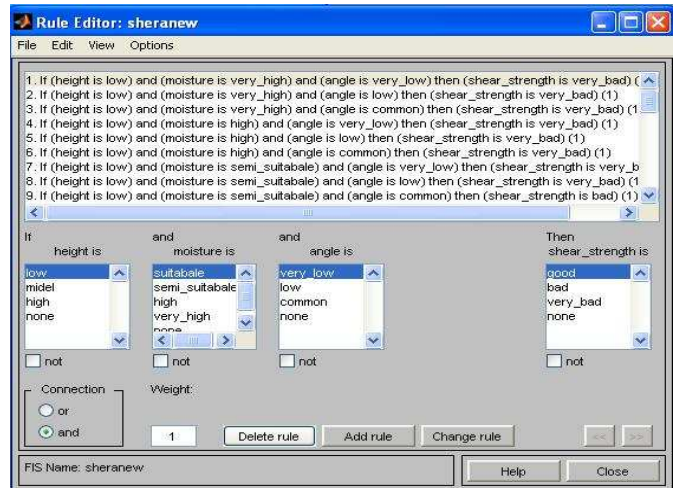 Rule Editor: sheranew
File Edit View Options
1. If (height is low) and (moisture is very_high) and (angle is very_low) then (shear_strength is very_bad) (
2. If (height is low) and (moisture is very_high) and (angle is low) then (shear_strength is very_bad) (1)
3. If (height is low) and (moisture is very_high) and (angle is common) then (shear_strength is very_bad) (1
4. If (height is low) and (moisture is high) and (angle is very_low) then (shear_strength is very_bad) (1)
5. If (height is low) and (moisture is high) and (angle is low) then (shear_strength is very_bad) (1)
6. If (height is low) and (moisture is high) and (angle is common) then (shear_strength is very_bad) (1)
7. If (height is low) and (moisture is semi_suitabale) and (angle is very_low) then (shear_strength is very_b
8. If (height is low) and (moisture is semi_suitabale) and (angle is low) then (shear_strength is very_bad) (1
9. If (height is low) and (moisture is semi_suitabale) and (angle is common) then (shear_strength is bad) (1)
If and and Then
height is moisture is angle is shear_strength is
low suitabale very_low good
midel semi_suitabale low bad
high high common very_bad
none very_high none none
none
not not not not
Connection Weight:
or
and 1 Delete rule Add rule Change rule << >>
FIS Name: sheranew Help Close